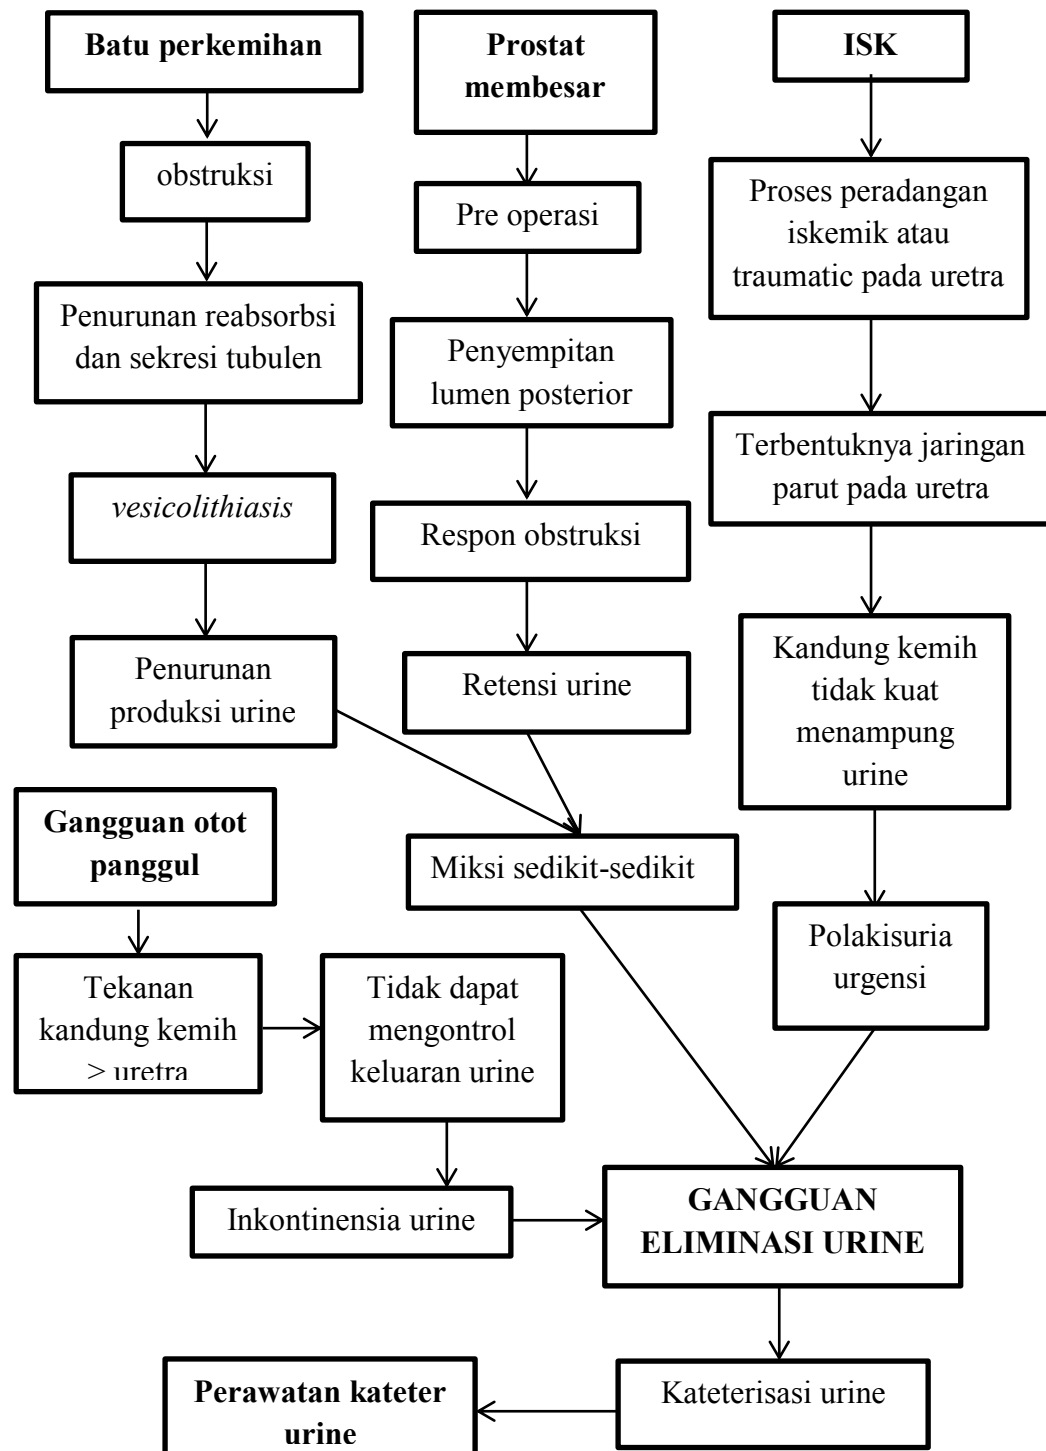 Batu perkemihan
Prostat
membesar
ISK
obstruksi
Pre operasi
Proses peradangan
iskemik atau
traumatic pada uretra
Penurunan reabsorbsi
dan sekresi tubulen
Penyempitan
lumen posterior
Terbentuknya jaringan
parut pada uretra
vesicolithiasis
Respon obstruksi
Penurunan
produksi urine
Retensi urine
Kandung kemih
tidak kuat
menampung
urine
Gangguan otot
panggul
Miksi sedikit-sedikit
Polakisuria
urgensi
Tekanan
kandung kemih
> uretra
Tidak dapat
mengontrol
keluaran urine
Inkontinensia urine
GANGGUAN
ELIMINASI URINE
Perawatan kateter
urine
Kateterisasi urine